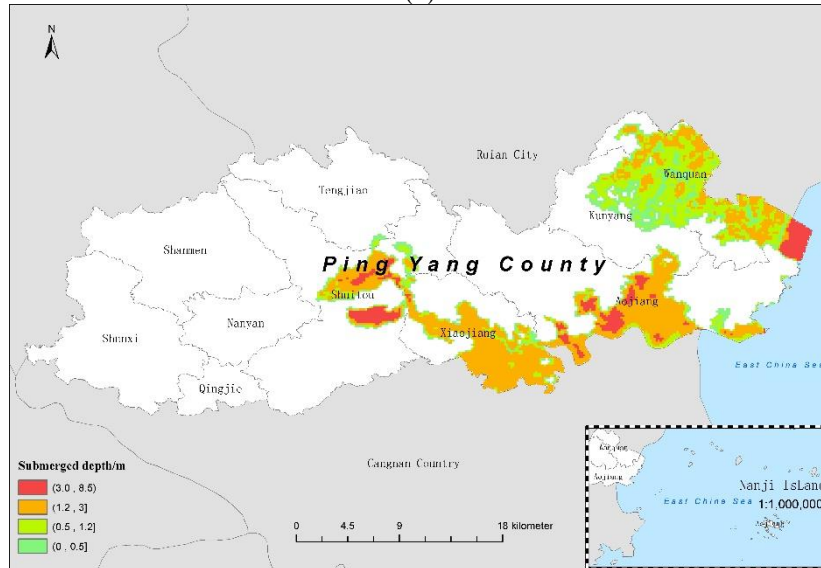 N
Ruian City
Tengjiao
Wanquan
Kunyang
Shanmen
Ping Yang County
Shuitou
Aojiang
Nanyan
Xiaojiang
Shunxi
Qingjie
East China Sea
Submerged depth/m
(3.0 , 8.5)
(1.2 , 3]
(0.5 , 1.2]
(0 , 0.5]
Cangnan Country
0 4.5 9 18 kilometer
Nanji IsLand
East China Sea
1:1,000,000
Aojiang